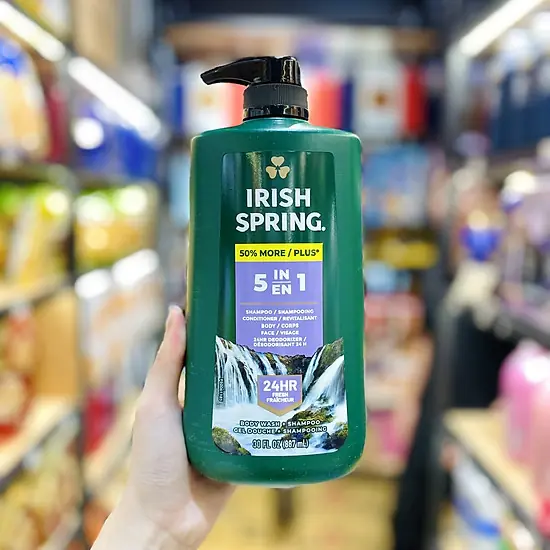 IRISH
SPRING.
50% MORE / PLUS*
5 IN EN 1
SHAMPOO / SHAMPOOING
CONDITIONER / REVITALISANT
BODY / CORPS
FACE / VISAGE
24HR DEODORIZER /
DÉSODORISANT 24 H
24HR
FRESH
FRAÎCHEUR
BODY WASH + SHAMPOO
GEL DOUCHE + SHAMPOOING
30 FL OZ (887 mL)